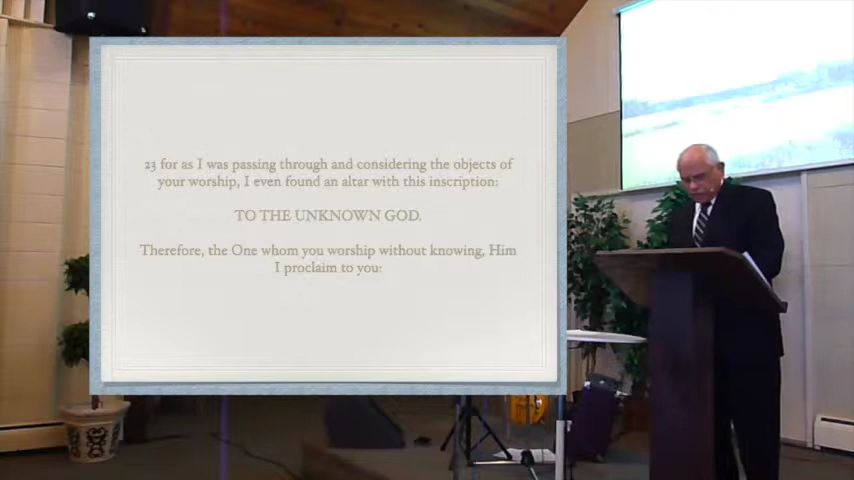 23 for as I was passing through and considering the objects of
your worship, I even found an altar with this inscription:
TO THE UNKNOWN GOD.
Therefore, the One whom you worship without knowing, Him
I proclaim to you: